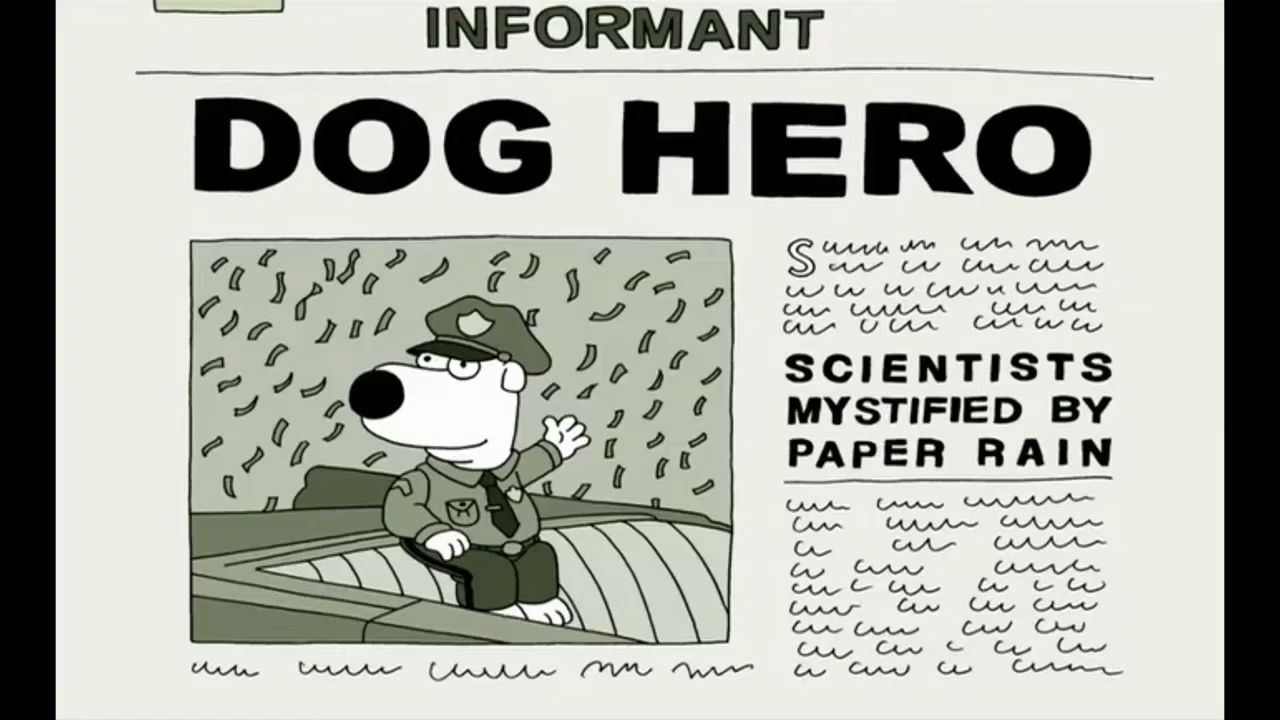 INFORMANT
DOG HERO
S
SCIENTISTS
MYSTIFIED BY
PAPER RAIN